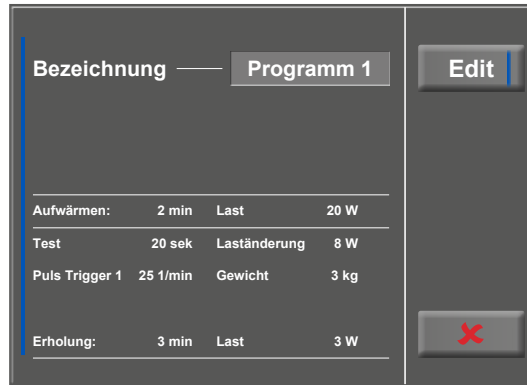 Bezeichnung Programm 1 Edit
Aufwärmen: 2 min Last 20 W
Test 20 sek Laständerung 8 W
Puls Trigger 1 25 1/min Gewicht 3 kg
Erholung: 3 min Last 3 W